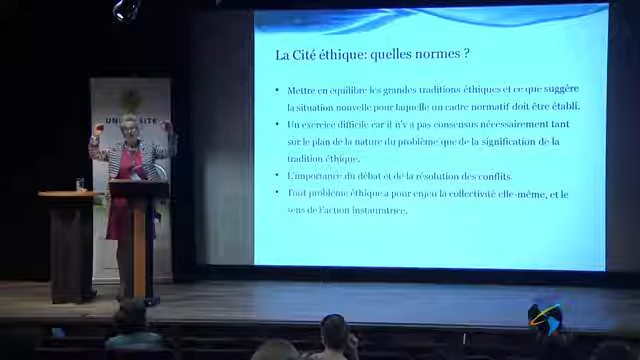 La Cité éthique: quelles normes ?
• Mettre en équilibre les grandes traditions éthiques et ce que suggère
la situation nouvelle pour laquelle un cadre normatif doit être établi.
• Un exercice difficile car il n'y a pas consensus nécessairement tant
sur le plan de la nature du problème que de la signification de la
tradition éthique.
• L'importance du débat et de la résolution des conflits.
• Tout problème éthique a pour enjeu la collectivité elle-même, et le
sens de l'action instauratrice.